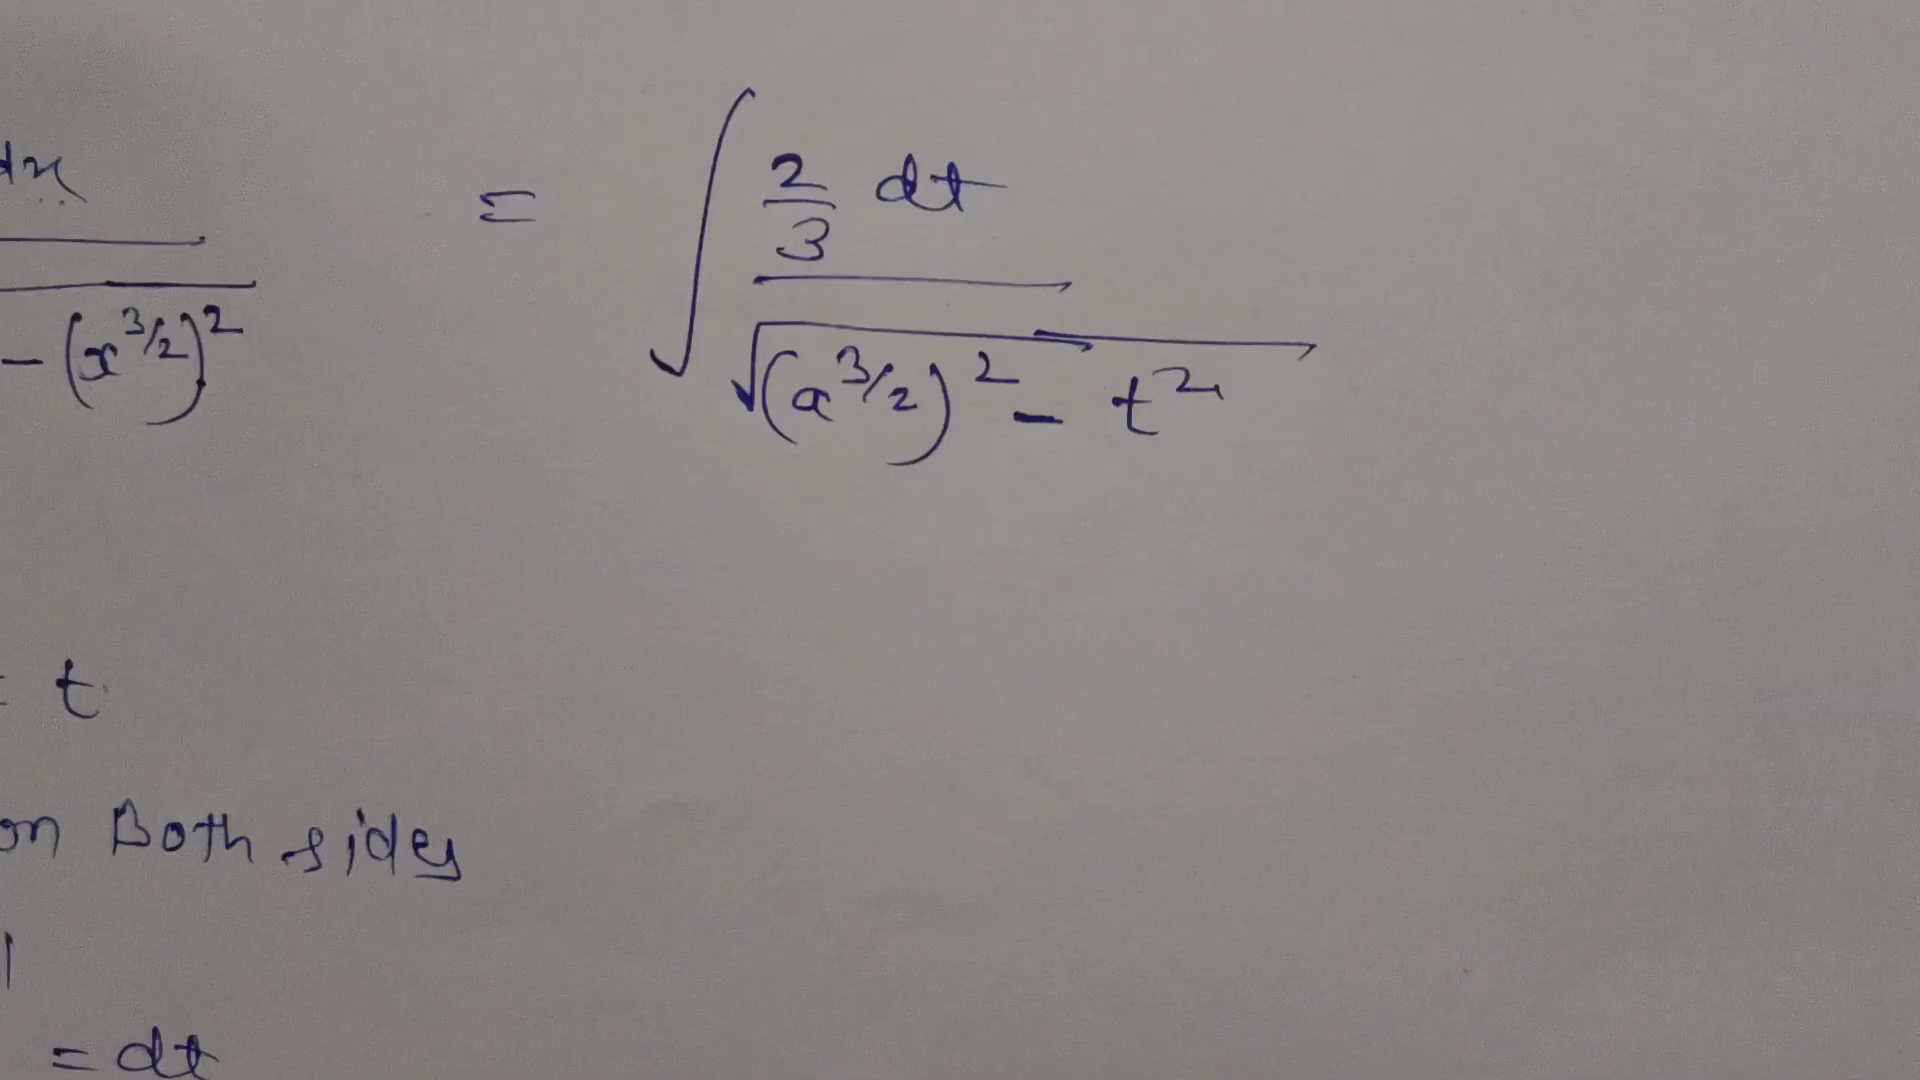 dx = ∫ 2/3 dt
- (x^3/2)^2 √(a^3/2)^2 - t^2
= t
on Both sides
= dt